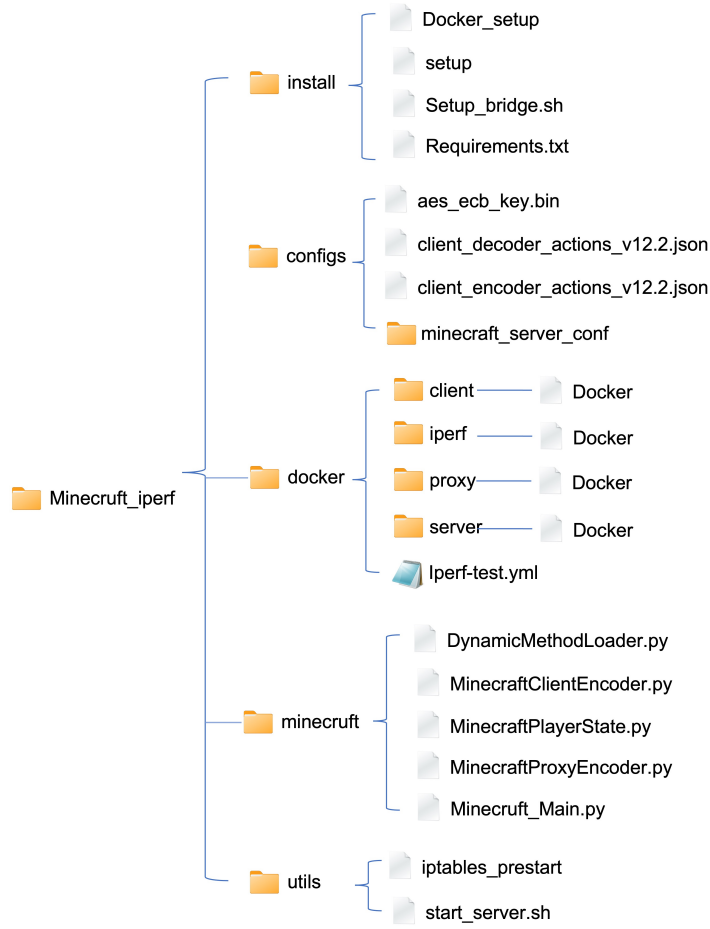 Minecruft_iperf
install
Docker_setup
setup
Setup_bridge.sh
Requirements.txt
configs
aes_ecb_key.bin
client_decoder_actions_v12.2.json
client_encoder_actions_v12.2.json
minecraft_server_conf
docker
client
Docker
iperf
Docker
proxy
Docker
server
Docker
Iperf-test.yml
minecruft
DynamicMethodLoader.py
MinecraftClientEncoder.py
MinecraftPlayerState.py
MinecraftProxyEncoder.py
Minecruft_Main.py
utils
iptables_prestart
start_server.sh